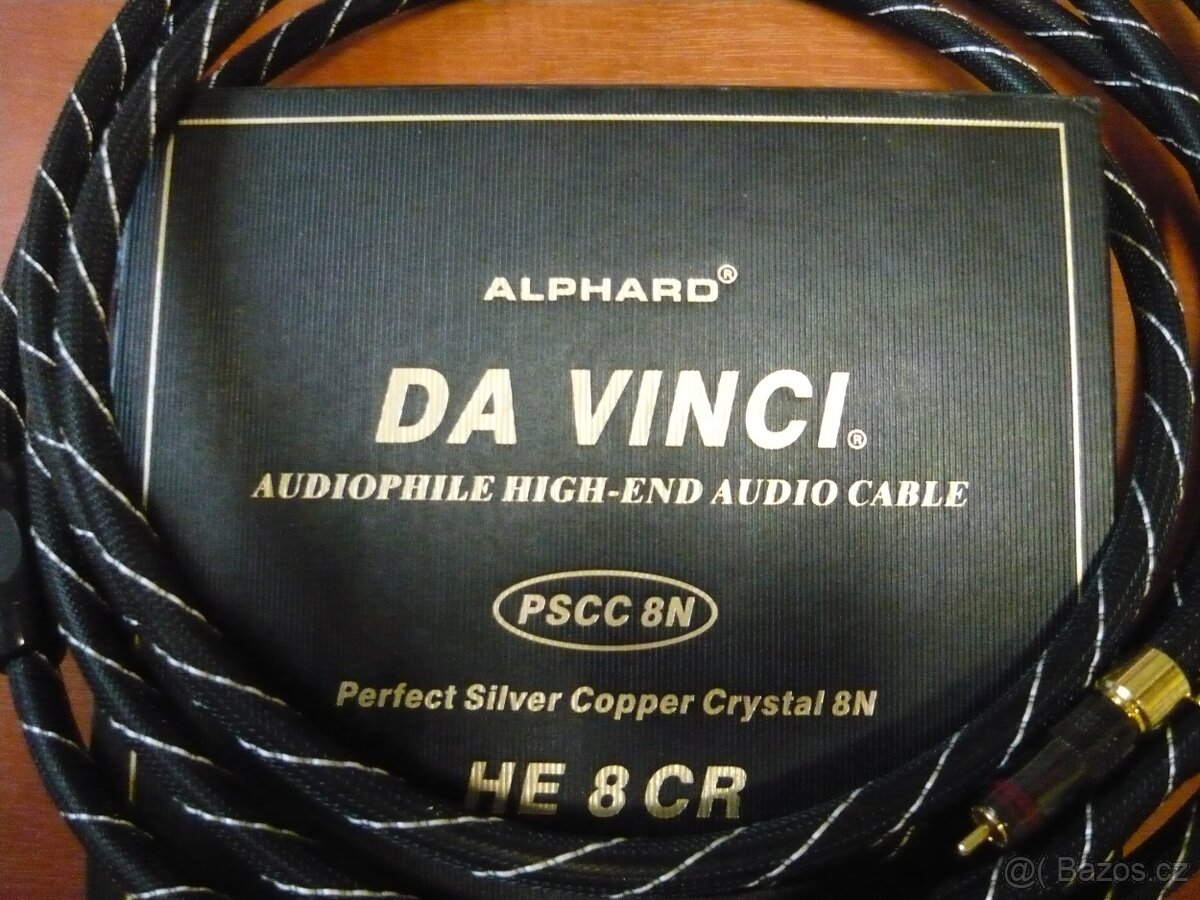 ALPHARD®
DA VINCI®
AUDIOPHILE HIGH-END AUDIO CABLE
PSCC 8N
Perfect Silver Copper Crystal 8N
HE 8 CR
@( Bazos.cz